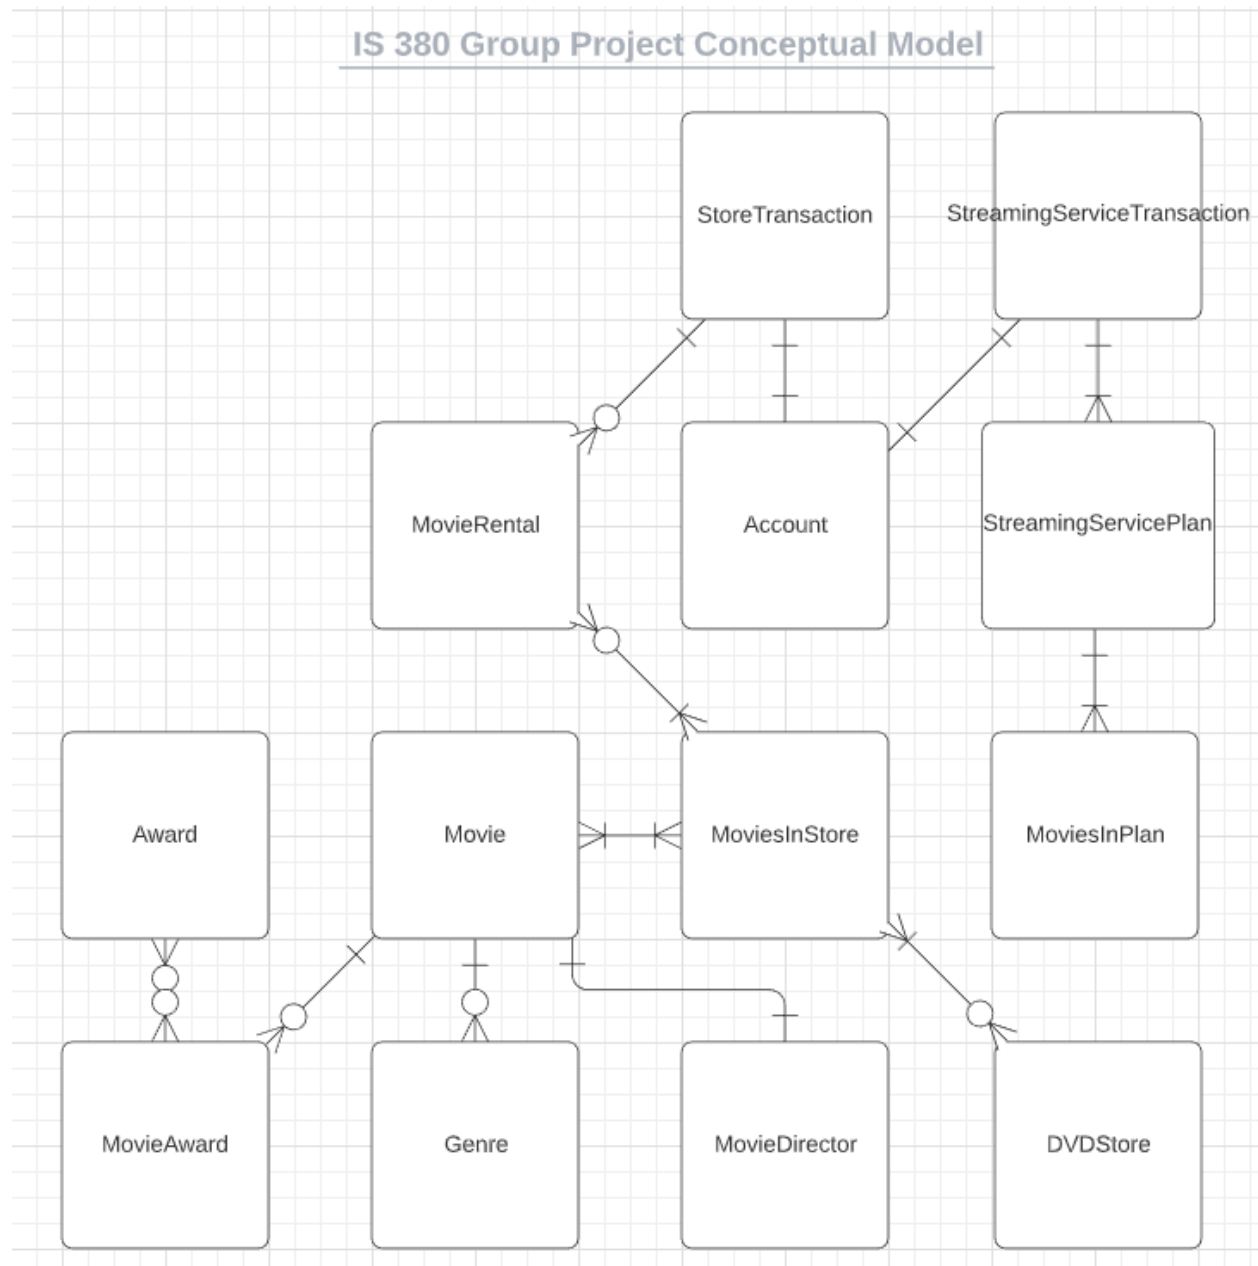 IS 380 Group Project Conceptual Model
StoreTransaction
StreamingServiceTransaction
MovieRental
Account
StreamingServicePlan
Award
Movie
MoviesInStore
MoviesInPlan
MovieAward
Genre
MovieDirector
DVDStore